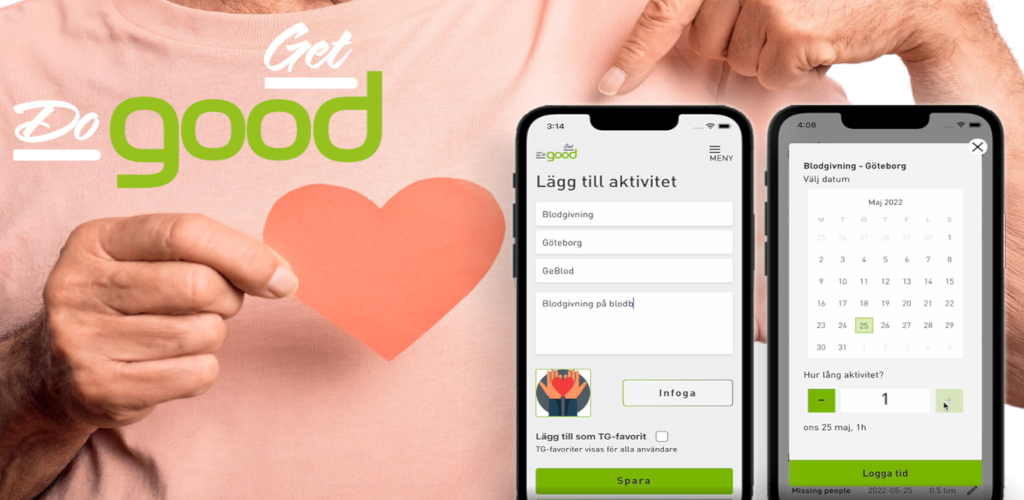 Do
Get
good
3:14
Do
Get
good
MENY
Lägg till aktivitet
Blodgivning
Göteborg
GeBlod
Blodgivning på blodb
Infoga
Lägg till som TG-favorit
TG-favoriter visas för alla användare
Spara
4:08
Blodgivning - Göteborg
Välj datum
Maj 2022
M T O T F L S
25 26 27 28 29 30 1
2 3 4 5 6 7 8
9 10 11 12 13 14 15
16 17 18 19 20 21 22
23 24 25 26 27 28 29
30 31 1 2 3 4 5
Hur lång aktivitet?
- 1 +
ons 25 maj, 1h
Logga tid
Missing people 2022-05-25 0.5 tim